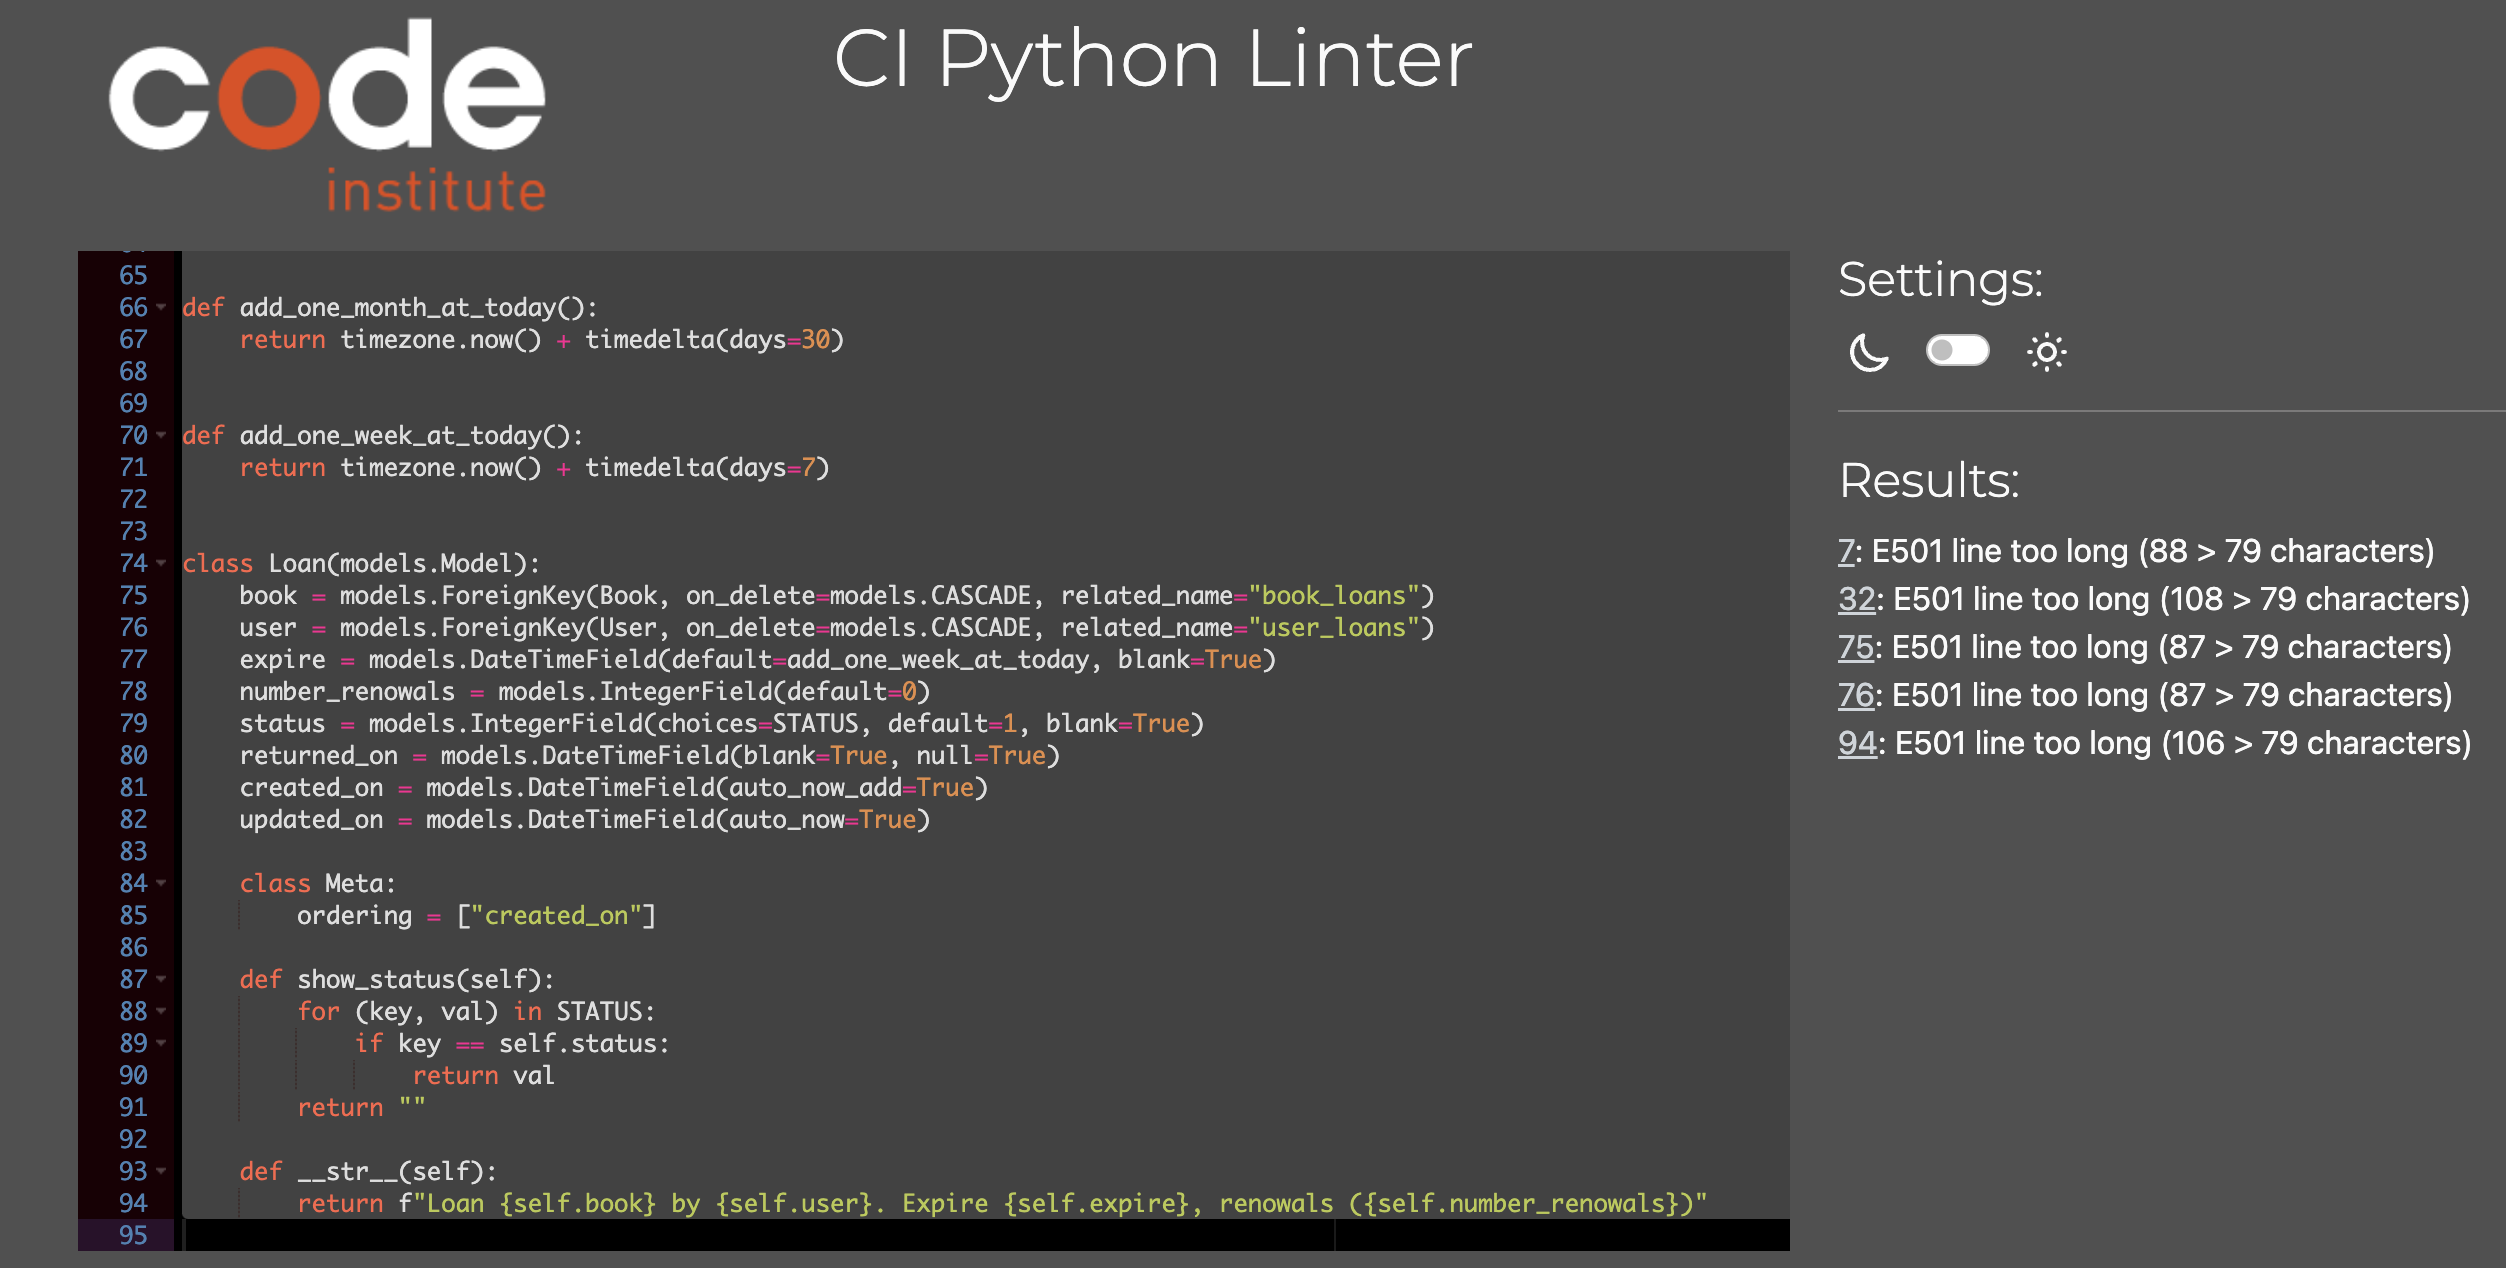 code
institute
CI Python Linter
65
66 def add_one_month_at_today():
67     return timezone.now() + timedelta(days=30)
68
69
70 def add_one_week_at_today():
71     return timezone.now() + timedelta(days=7)
72
73
74 class Loan(models.Model):
75     book = models.ForeignKey(Book, on_delete=models.CASCADE, related_name="book_loans")
76     user = models.ForeignKey(User, on_delete=models.CASCADE, related_name="user_loans")
77     expire = models.DateTimeField(default=add_one_week_at_today, blank=True)
78     number_renowals = models.IntegerField(default=0)
79     status = models.IntegerField(choices=STATUS, default=1, blank=True)
80     returned_on = models.DateTimeField(blank=True, null=True)
81     created_on = models.DateTimeField(auto_now_add=True)
82     updated_on = models.DateTimeField(auto_now=True)
83
84     class Meta:
85         ordering = ["created_on"]
86
87     def show_status(self):
88         for (key, val) in STATUS:
89             if key == self.status:
90                 return val
91         return ""
92
93     def __str__(self):
94         return f"Loan {self.book} by {self.user}. Expire {self.expire}, renowals ({self.number_renowals})"
95
Settings:
Results:
7: E501 line too long (88 > 79 characters)
32: E501 line too long (108 > 79 characters)
75: E501 line too long (87 > 79 characters)
76: E501 line too long (87 > 79 characters)
94: E501 line too long (106 > 79 characters)